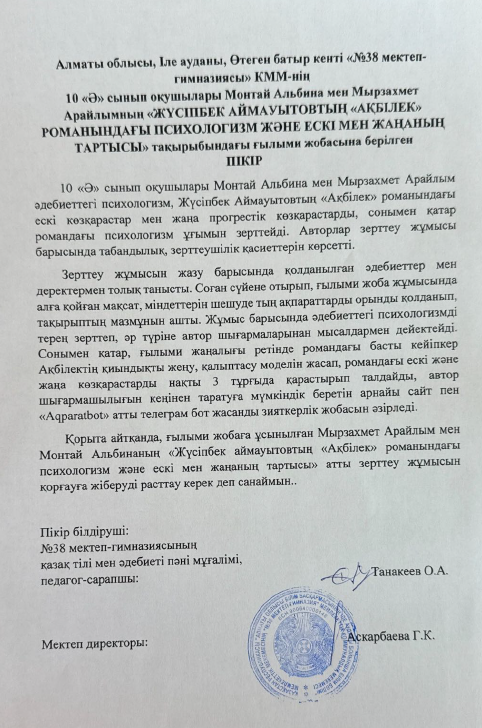 Алматы облысы, Іле ауданы, Өтеген батыр кенті «№38 мектеп-
гимназиясы» КММ-нің
10 «Ә» сынып оқушылары Монтай Альбина мен Мырзахмет
Арайлымның «ЖҮСІПБЕК АЙМАУЫТОВТЫҢ «АҚБІЛЕК»
РОМАНЫНДАҒЫ ПСИХОЛОГИЗМ ЖӘНЕ ЕСКІ МЕН ЖАҢАНЫҢ
ТАРТЫСЫ» тақырыбындағы ғылыми жобасына берілген
ПІКІР
10 «Ә» сынып оқушылары Монтай Альбина мен Мырзахмет Арайлым
әдебиеттегі психологизм, Жүсіпбек Аймауытовтың «Ақбілек» романындағы
ескі көзқарастар мен жаңа прогрестік көзқарастарды, сонымен қатар
романдағы психологизм ұғымын зерттейді. Авторлар зерттеу жұмысы
барысында табандылық, зерттеушілік қасиеттерін көрсетті.
Зерттеу жұмысын жазу барысында қолданылған әдебиеттер мен
деректермен толық танысты. Соған сүйене отырып, ғылыми жоба жұмысында
алға қойған мақсат, міндеттерін шешуде тың ақпараттарды орынды қолданып,
тақырыптың мазмұнын ашты. Жұмыс барысында әдебиеттегі психологизмді
терең зерттеп, әр түріне автор шығармаларынан мысалдармен дейектейді.
Сонымен қатар, ғылыми жаңалығы ретінде романдағы басты кейіпкер
Ақбілектің қиындықты жеңу, қалыптасу моделін жасап, романдағы ескі және
жаңа көзқарастарды нақты 3 тұрғыда қарастырып талдайды, автор
шығармашылығын кеңінен таратуға мүмкіндік беретін арнайы сайт пен
«Aqparatbot» атты телеграм бот жасанды зияткерлік жобасын әзірледі.
Қорыта айтқанда, ғылыми жобаға ұсынылған Мырзахмет Арайлым мен
Монтай Альбинаның «Жүсіпбек аймауытовтың «Ақбілек» романындағы
психологизм және ескі мен жаңаның тартысы» атты зерттеу жұмысын
қорғауға жіберуді расттау керек деп санаймын..
Пікір білдіруші:
№38 мектеп-гимназиясының
қазақ тілі мен әдебиеті пәні мұғалімі,
педагог-сарапшы: Танакеев О.А.
Мектеп директоры: Аскарбаева Г.К.